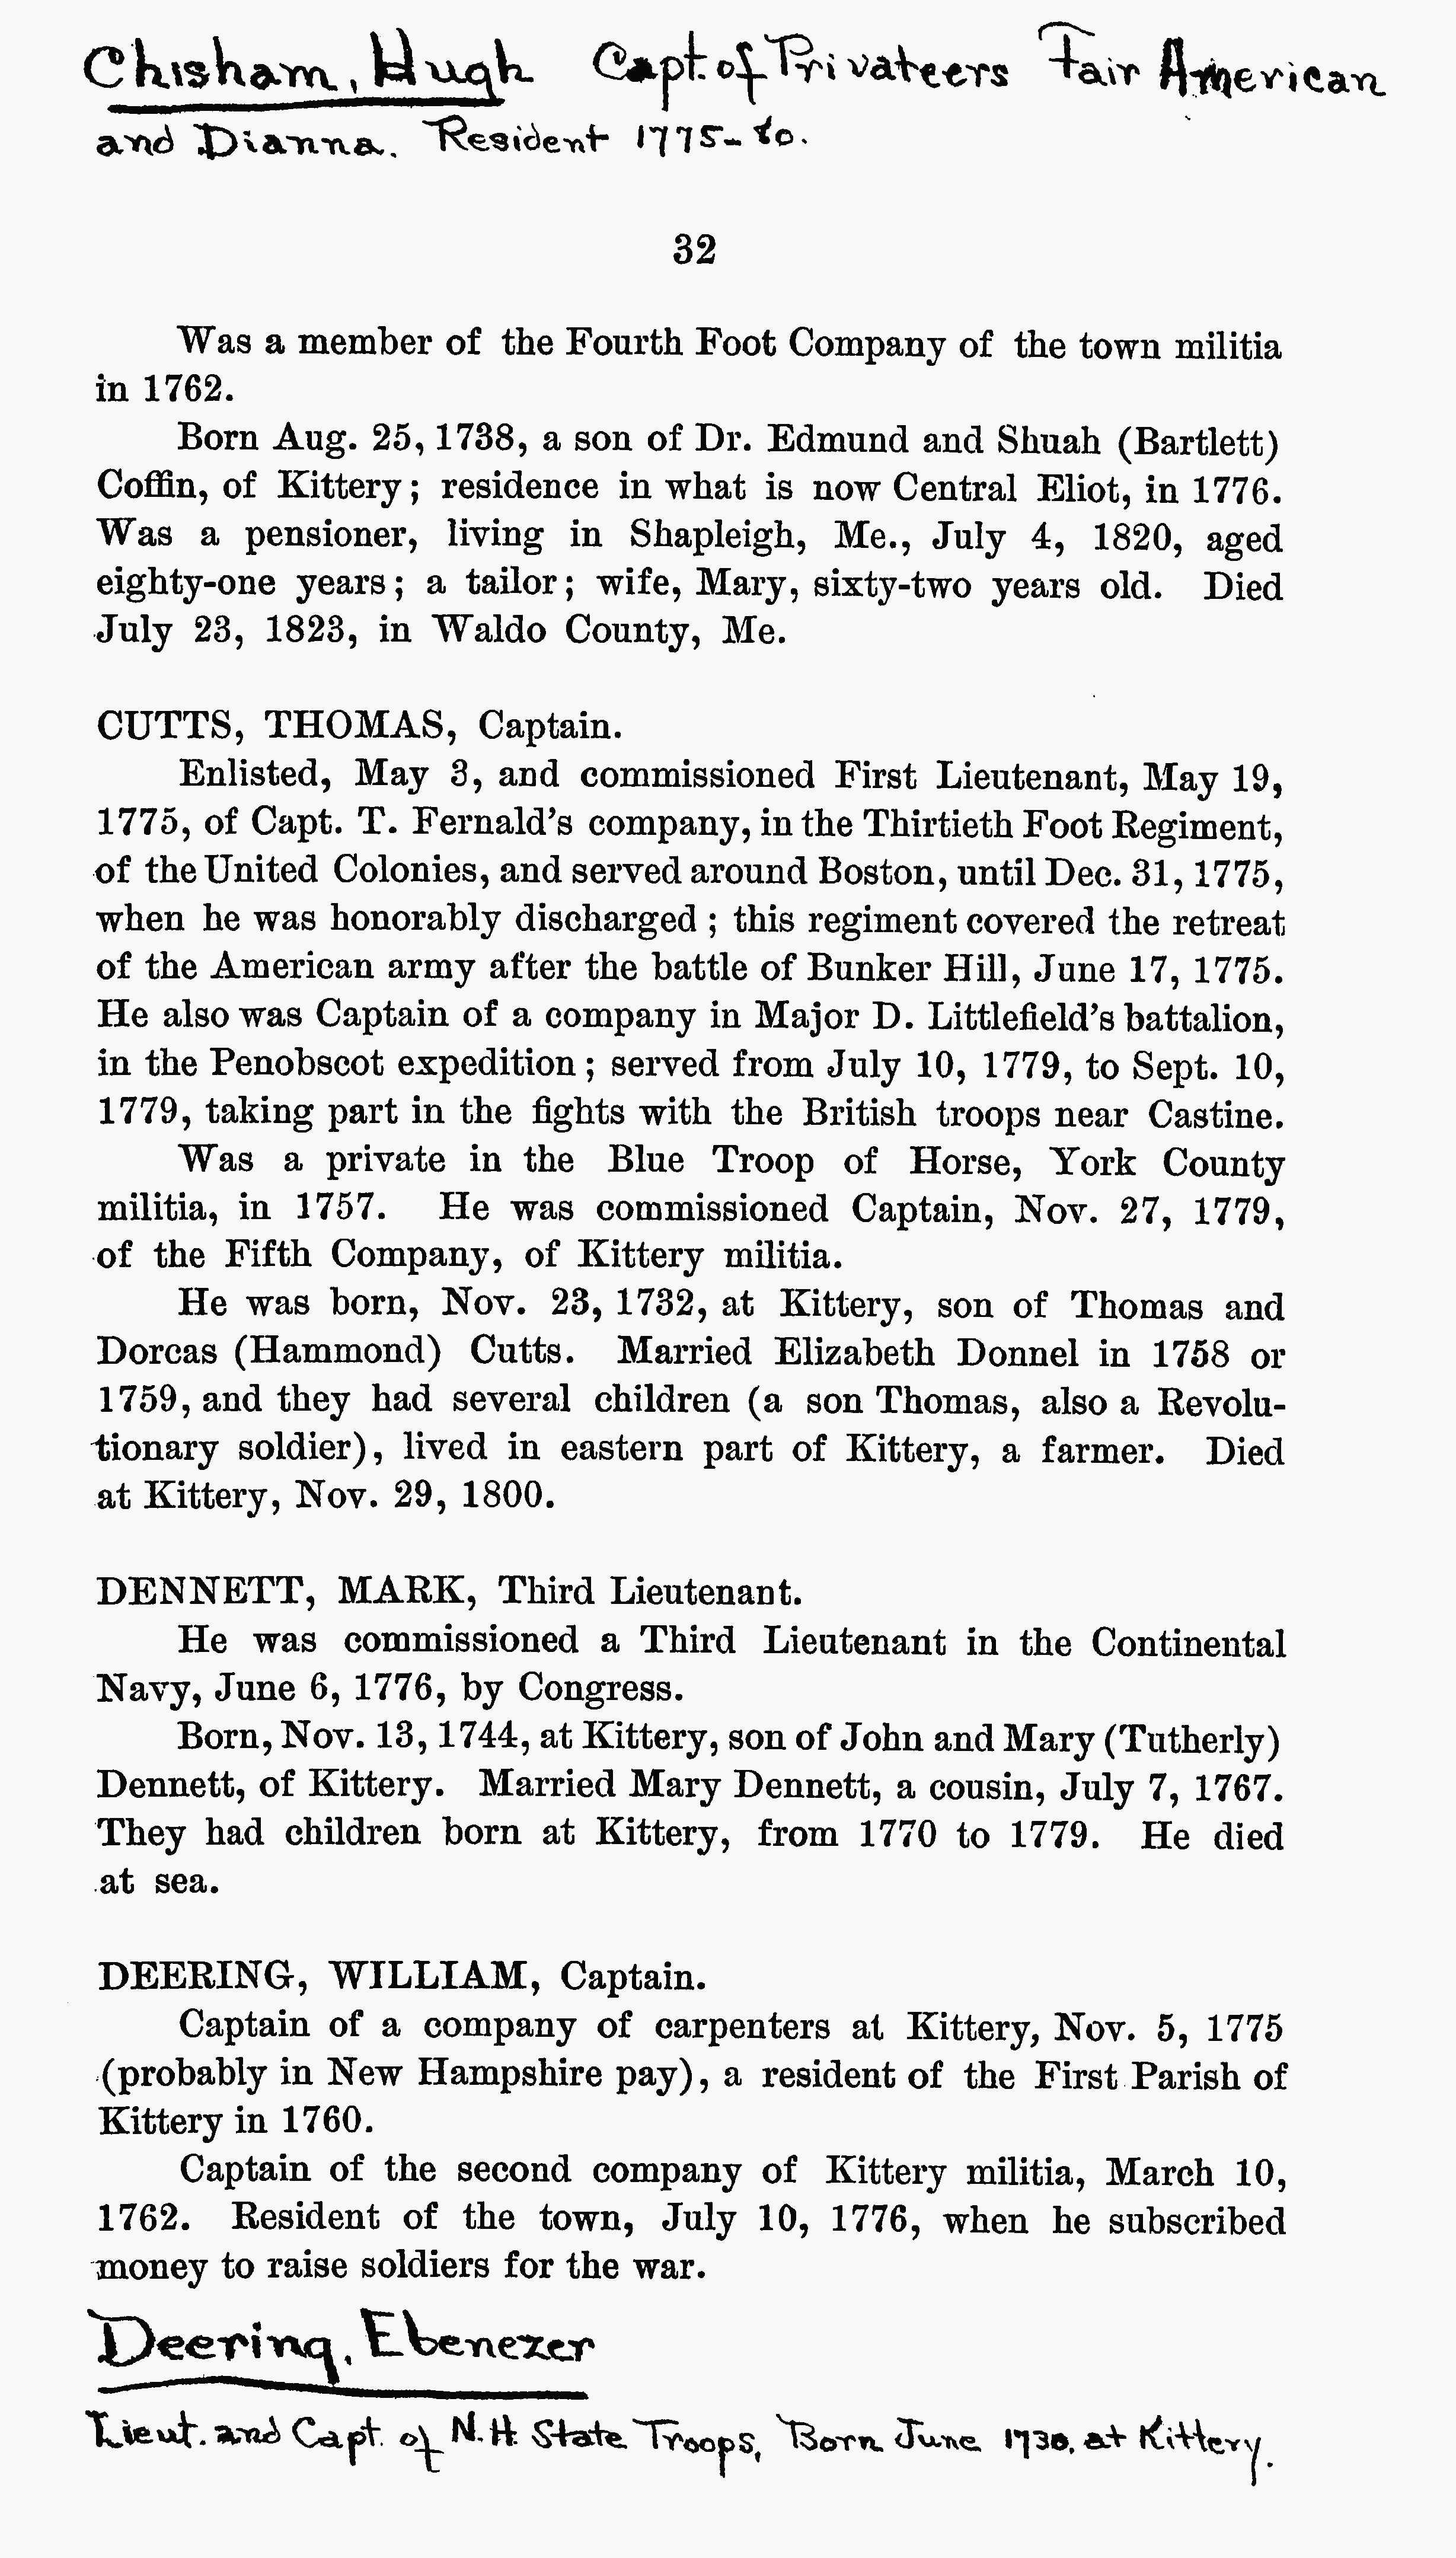 Chisham, Hugh Capt. of Privateers Fair American
and Dianna. Resident 1775-80.
32
Was a member of the Fourth Foot Company of the town militia
in 1762.
Born Aug. 25, 1738, a son of Dr. Edmund and Shuah (Bartlett)
Coffin, of Kittery; residence in what is now Central Eliot, in 1776.
Was a pensioner, living in Shapleigh, Me., July 4, 1820, aged
eighty-one years; a tailor; wife, Mary, sixty-two years old. Died
July 23, 1823, in Waldo County, Me.
CUTTS, THOMAS, Captain.
Enlisted, May 3, and commissioned First Lieutenant, May 19,
1775, of Capt. T. Fernald's company, in the Thirtieth Foot Regiment,
of the United Colonies, and served around Boston, until Dec. 31, 1775,
when he was honorably discharged; this regiment covered the retreat
of the American army after the battle of Bunker Hill, June 17, 1775.
He also was Captain of a company in Major D. Littlefield's battalion,
in the Penobscot expedition; served from July 10, 1779, to Sept. 10,
1779, taking part in the fights with the British troops near Castine.
Was a private in the Blue Troop of Horse, York County
militia, in 1757. He was commissioned Captain, Nov. 27, 1779,
of the Fifth Company, of Kittery militia.
He was born, Nov. 23, 1732, at Kittery, son of Thomas and
Dorcas (Hammond) Cutts. Married Elizabeth Donnel in 1758 or
1759, and they had several children (a son Thomas, also a Revolu-
tionary soldier), lived in eastern part of Kittery, a farmer. Died
at Kittery, Nov. 29, 1800.
DENNETT, MARK, Third Lieutenant.
He was commissioned a Third Lieutenant in the Continental
Navy, June 6, 1776, by Congress.
Born, Nov. 13, 1744, at Kittery, son of John and Mary (Tutherly)
Dennett, of Kittery. Married Mary Dennett, a cousin, July 7, 1767.
They had children born at Kittery, from 1770 to 1779. He died
at sea.
DEERING, WILLIAM, Captain.
Captain of a company of carpenters at Kittery, Nov. 5, 1775
(probably in New Hampshire pay), a resident of the First Parish of
Kittery in 1760.
Captain of the second company of Kittery militia, March 10,
1762. Resident of the town, July 10, 1776, when he subscribed
money to raise soldiers for the war.
Deering, Ebenezer
Lieut. and Capt. of N.H. State Troops, Born June 1730, at Kittery.